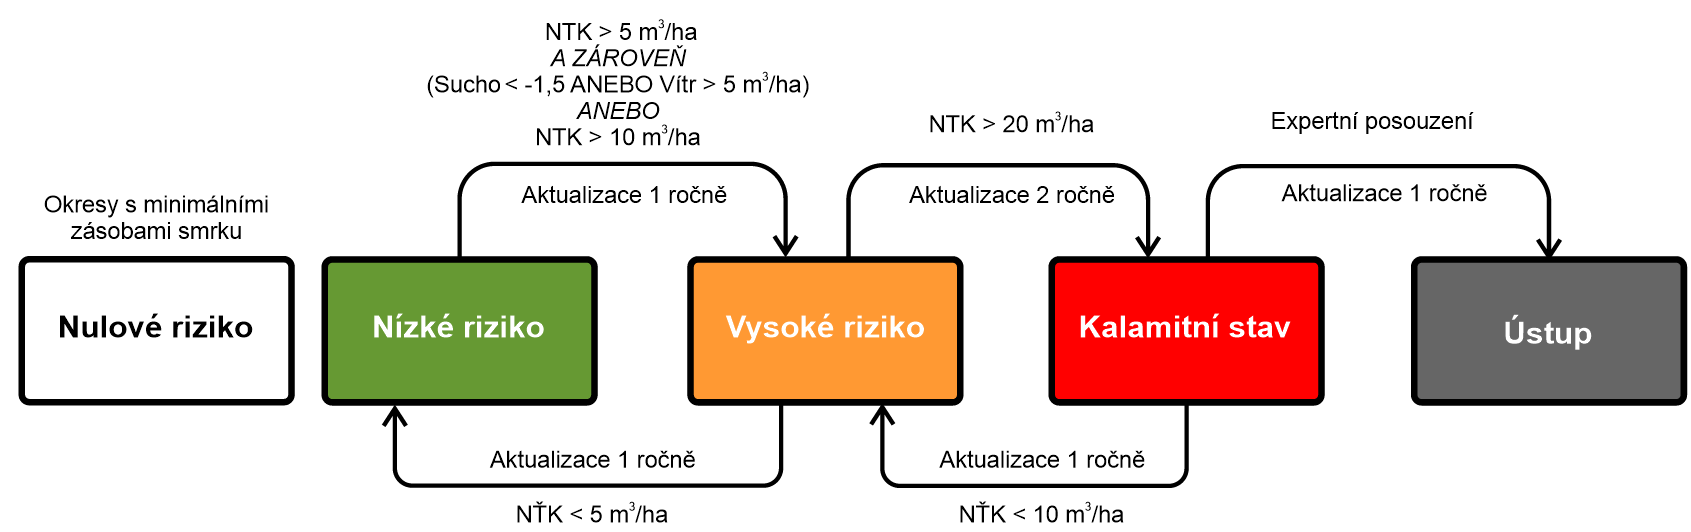 NTK > 5 m³/ha
A ZÁROVEŇ
(Sucho < -1,5 ANEBO Vítr > 5 m³/ha)
ANEBO
NTK > 10 m³/ha
Aktualizace 1 ročně
NTK > 20 m³/ha
Aktualizace 2 ročně
Expertní posouzení
Aktualizace 1 ročně
Okresy s minimálními
zásobami smrku
Nulové riziko
Nízké riziko
Vysoké riziko
Kalamitní stav
Ústup
Aktualizace 1 ročně
NŤK < 5 m³/ha
Aktualizace 1 ročně
NŤK < 10 m³/ha